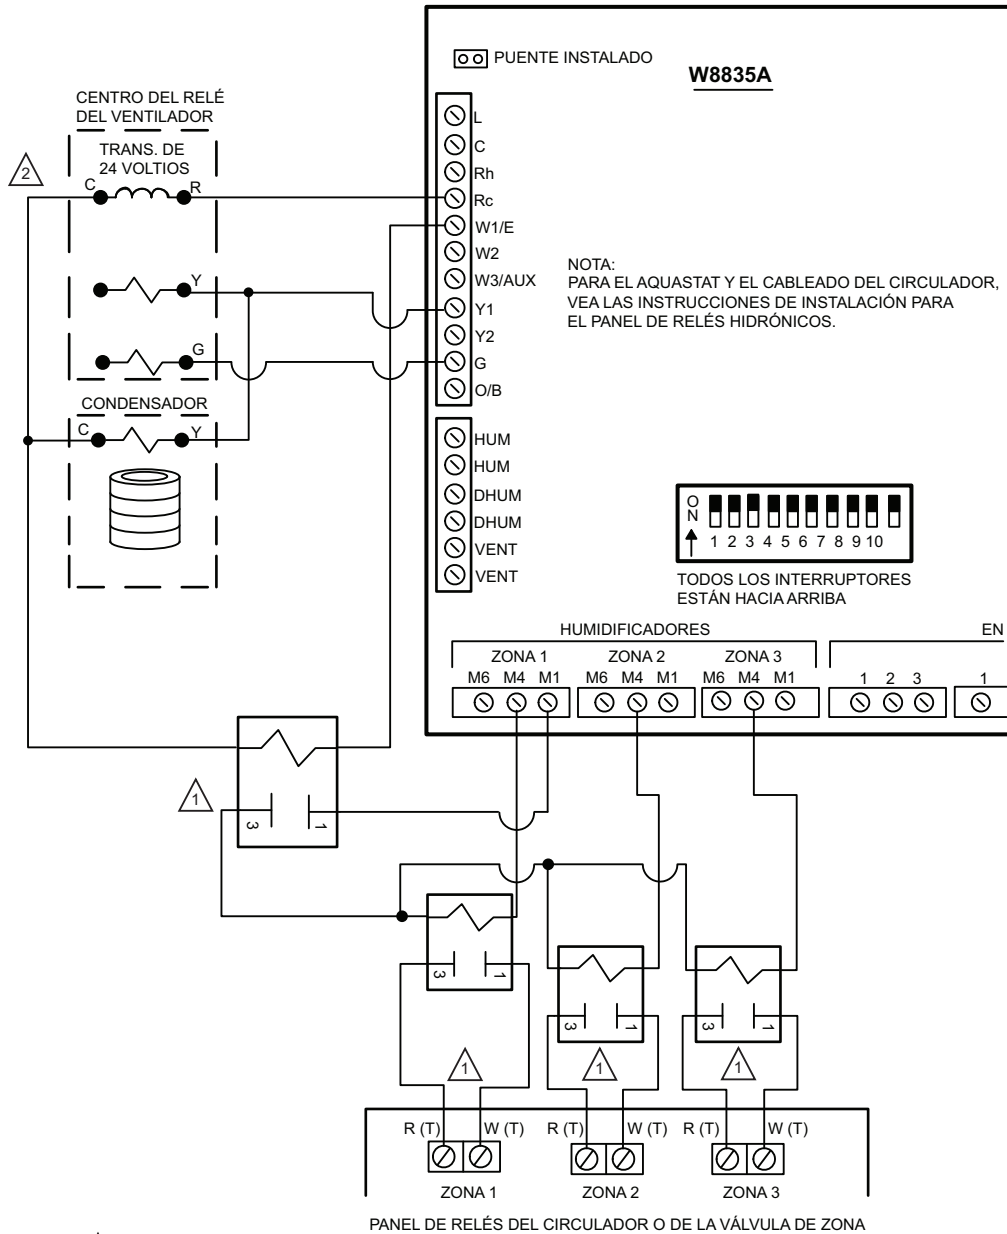 PUENTE INSTALADO
W8835A
CENTRO DEL RELÉ
DEL VENTILADOR
TRANS. DE
24 VOLTIOS
2
C
R
Y
G
CONDENSADOR
C
Y
L
C
Rh
Rc
W1/E
W2
W3/AUX
Y1
Y2
G
O/B
HUM
HUM
DHUM
DHUM
VENT
VENT
NOTA:
PARA EL AQUASTAT Y EL CABLEADO DEL CIRCULADOR,
VEA LAS INSTRUCCIONES DE INSTALACIÓN PARA
EL PANEL DE RELÉS HIDRÓNICOS.
ON
1 2 3 4 5 6 7 8 9 10
TODOS LOS INTERRUPTORES
ESTÁN HACIA ARRIBA
HUMIDIFICADORES
EN
ZONA 1 ZONA 2 ZONA 3
M6 M4 M1 M6 M4 M1 M6 M4 M1 1 2 3 1
1
3 1
3 1
3 1
3 1
1
1
1
R (T) W (T) R (T) W (T) R (T) W (T)
ZONA 1 ZONA 2 ZONA 3
PANEL DE RELÉS DEL CIRCULADOR O DE LA VÁLVULA DE ZONA